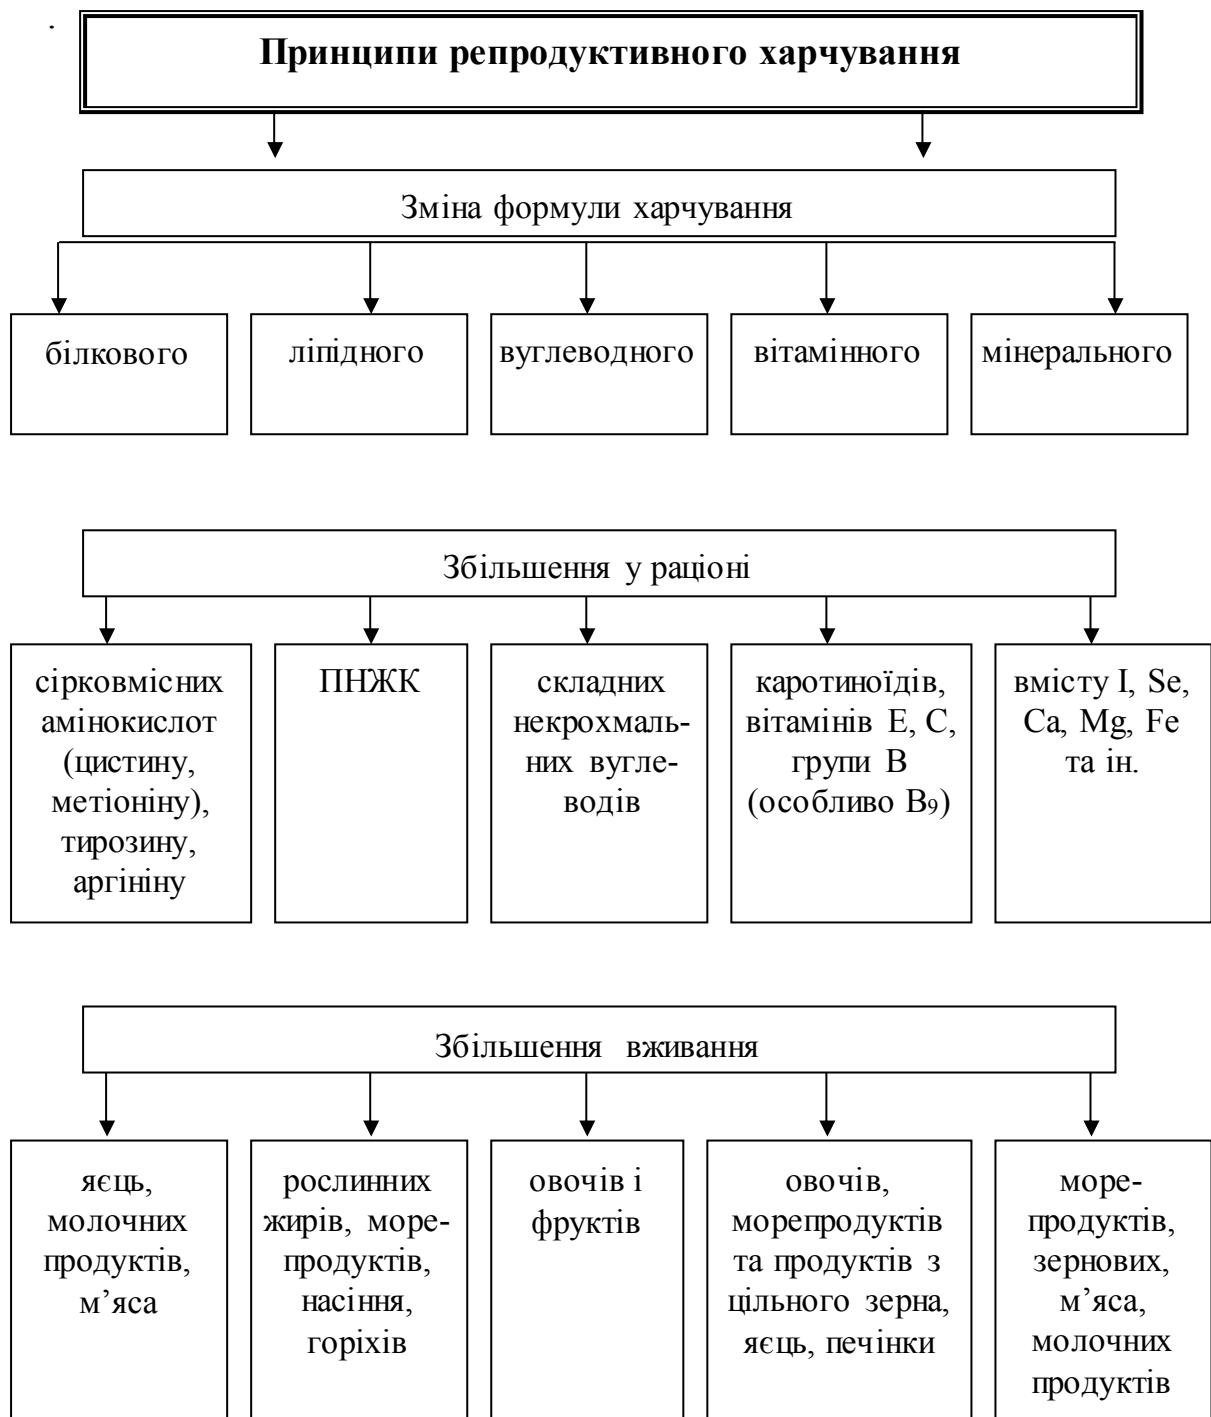 Принципи репродуктивного харчування
Зміна формули харчування
білкового
ліпідного
вуглеводного
вітамінного
мінерального
Збільшення у раціоні
сірковмісних
амінокислот
(цистину,
метіоніну),
тирозину,
аргініну
ПНЖК
складних
некрохмаль-
них вугле-
водів
каротиноїдів,
вітамінів Е, С,
групи В
(особливо В₉)
вмісту I, Se,
Ca, Mg, Fe
та ін.
Збільшення вживання
яєць,
молочних
продуктів,
м’яса
рослинних
жирів, море-
продуктів,
насіння,
горіхів
овочів і
фруктів
овочів,
морепродуктів
та продуктів з
цільного зерна,
яєць, печінки
море-
продуктів,
зернових,
м’яса,
молочних
продуктів